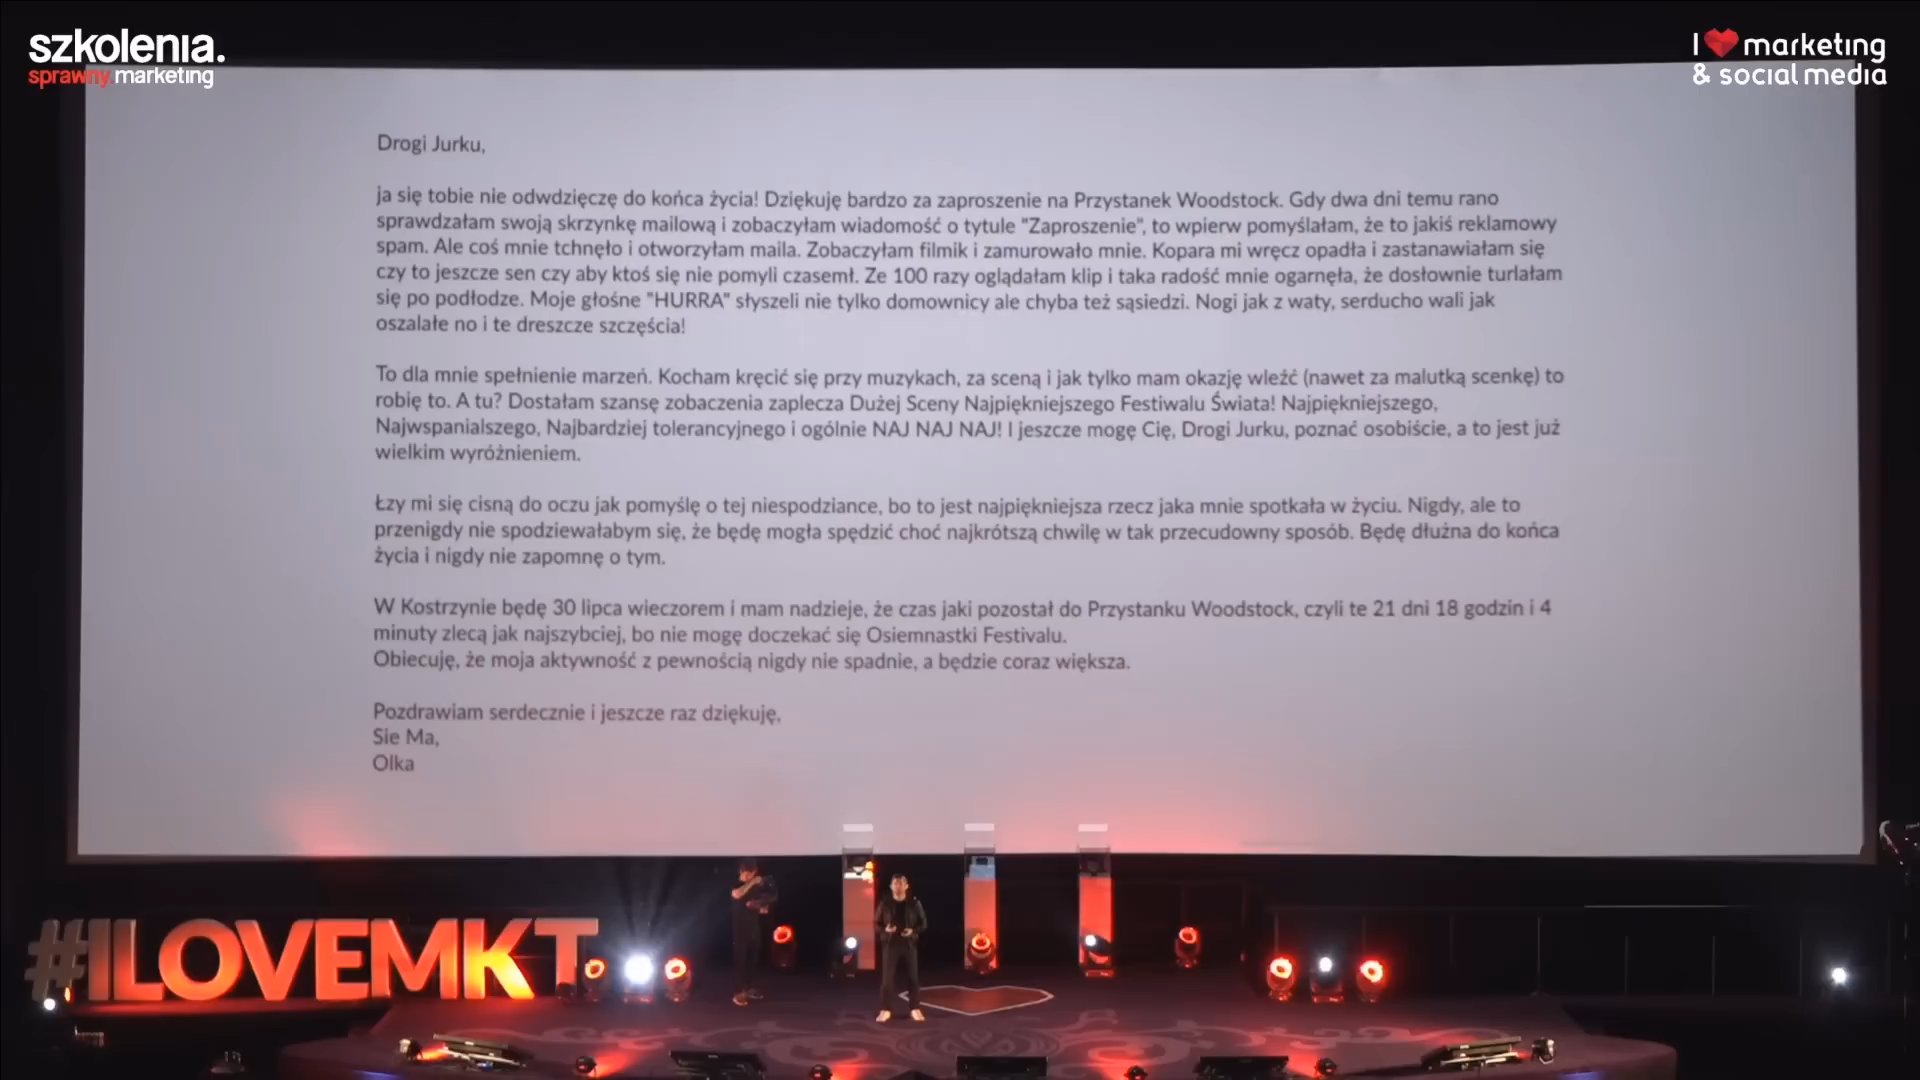 szkolenia.
sprawny.marketing
I marketing
& social media
Drogi Jurku,
ja się tobie nie odwdzięczę do końca życia! Dziękuję bardzo za zaproszenie na Przystanek Woodstock. Gdy dwa dni temu rano
sprawdzałam swoją skrzynkę mailową i zobaczyłam wiadomość o tytule "Zaproszenie", to wpierw pomyślałam, że to jakiś reklamowy
spam. Ale coś mnie tchnęło i otworzyłam maila. Zobaczyłam filmik i zamurowało mnie. Kopara mi wręcz opadła i zastanawiałam się
czy to jeszcze sen czy aby ktoś się nie pomyli czasemł. Ze 100 razy oglądałam klip i taka radość mnie ogarnęła, że dosłownie turlałam
się po podłodze. Moje głośne "HURRA" słyszeli nie tylko domownicy ale chyba też sąsiedzi. Nogi jak z waty, serducho wali jak
oszalałe no i te dreszcze szczęścia!
To dla mnie spełnienie marzeń. Kocham kręcić się przy muzykach, za sceną i jak tylko mam okazję wleźć (nawet za malutką scenkę) to
robię to. A tu? Dostałam szansę zobaczenia zaplecza Dużej Sceny Najpiękniejszego Festiwalu Świata! Najpiękniejszego,
Najwspanialszego, Najbardziej tolerancyjnego i ogólnie NAJ NAJ NAJ! I jeszcze mogę Cię, Drogi Jurku, poznać osobiście, a to jest już
wielkim wyróżnieniem.
Łzy mi się cisną do oczu jak pomyślę o tej niespodziance, bo to jest najpiękniejsza rzecz jaka mnie spotkała w życiu. Nigdy, ale to
przenigdy nie spodziewałabym się, że będę mogła spędzić choć najkrótszą chwilę w tak przecudowny sposób. Będę dłużna do końca
życia i nigdy nie zapomnę o tym.
W Kostrzynie będę 30 lipca wieczorem i mam nadzieje, że czas jaki pozostał do Przystanku Woodstock, czyli te 21 dni 18 godzin i 4
minuty zlecą jak najszybciej, bo nie mogę doczekać się Osiemnastki Festivalu.
Obiecuję, że moja aktywność z pewnością nigdy nie spadnie, a będzie coraz większa.
Pozdrawiam serdecznie i jeszcze raz dziękuję,
Sie Ma,
Olka
#ILOVEMKT